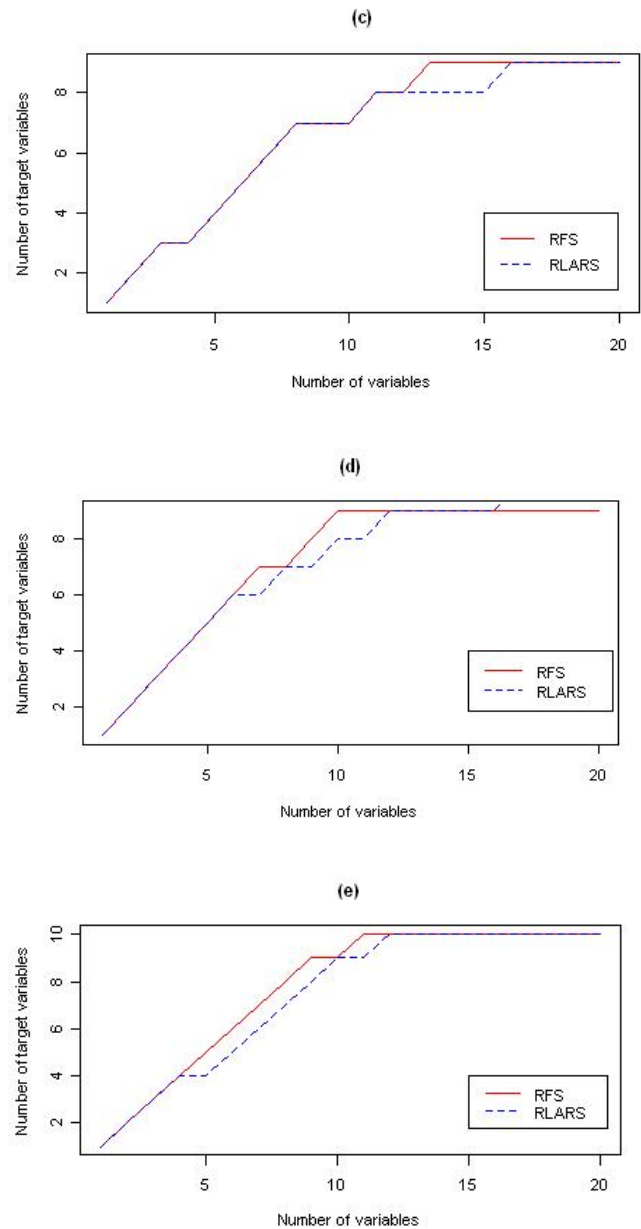 (c)
Number of target variables
8
6
4
2
RFS
RLARS
5 10 15 20
Number of variables
(d)
Number of target variables
8
6
4
2
RFS
RLARS
5 10 15 20
Number of variables
(e)
Number of target variables
10
8
6
4
2
RFS
RLARS
5 10 15 20
Number of variables